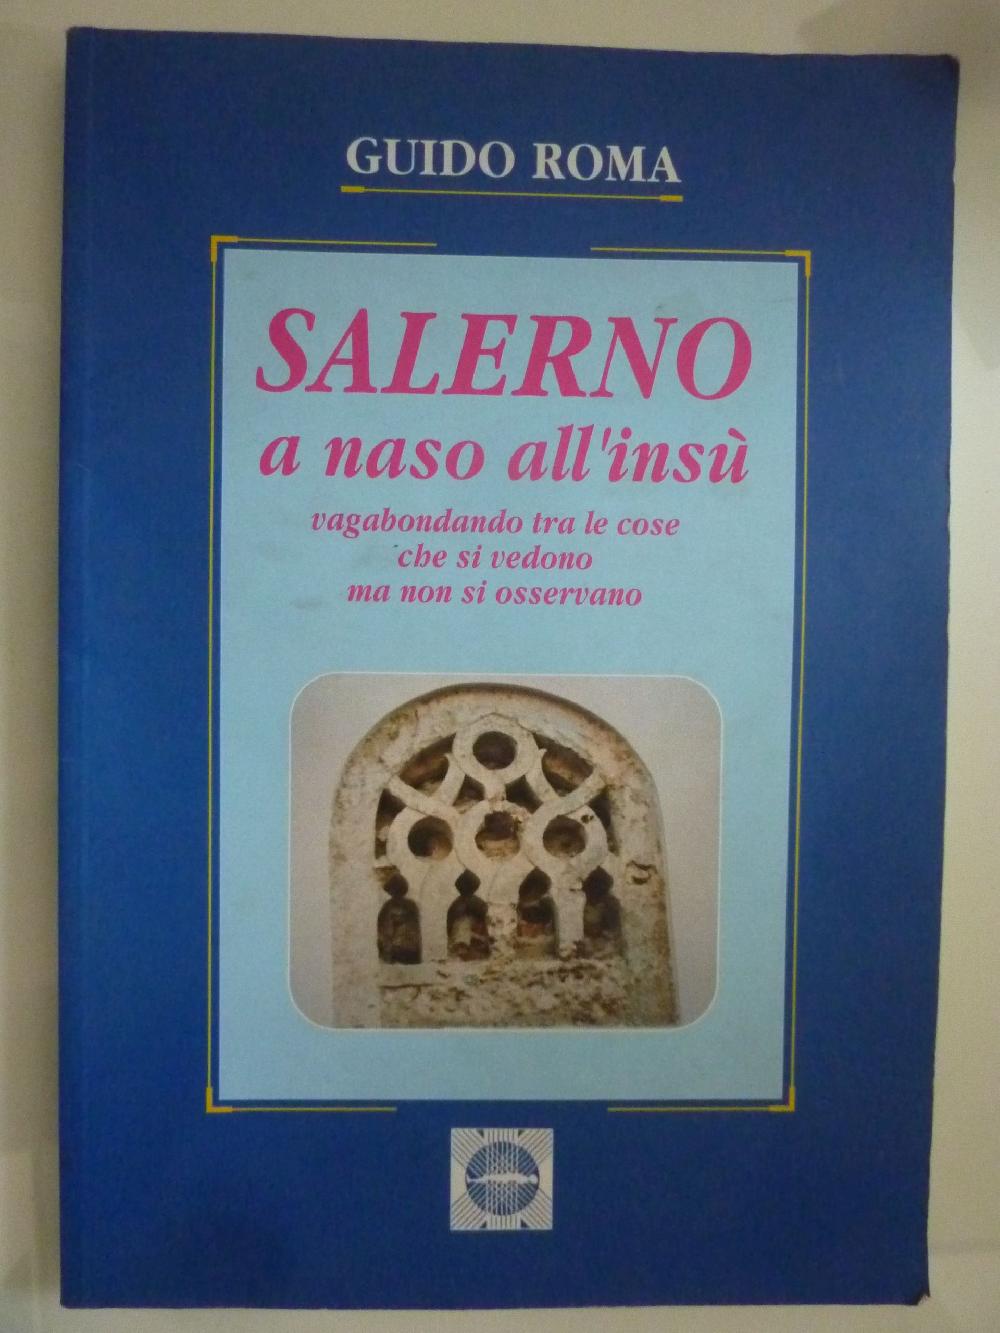 GUIDO ROMA
SALERNO
a naso all'insù
vagabondando tra le cose
che si vedono
ma non si osservano